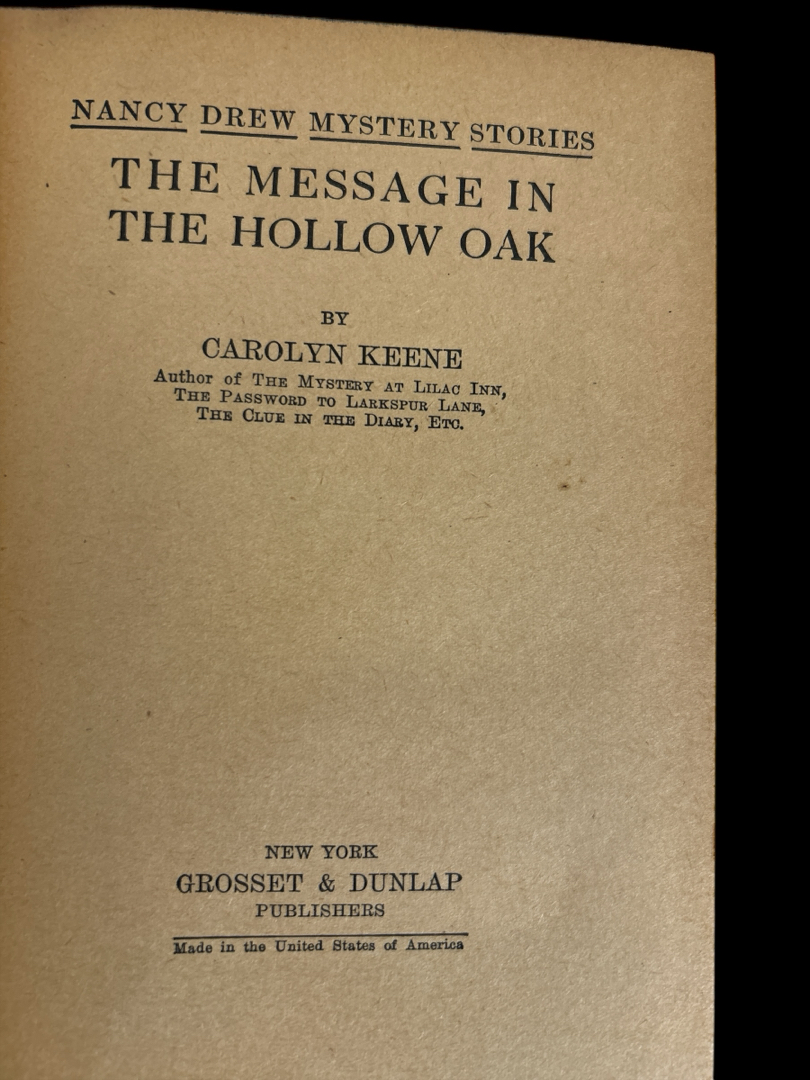 NANCY DREW MYSTERY STORIES
THE MESSAGE IN
THE HOLLOW OAK
BY
CAROLYN KEENE
Author of THE MYSTERY AT LILAC INN,
THE PASSWORD TO LARKSPUR LANE,
THE CLUE IN THE DIARY, ETC.
NEW YORK
GROSSET & DUNLAP
PUBLISHERS
Made in the United States of America